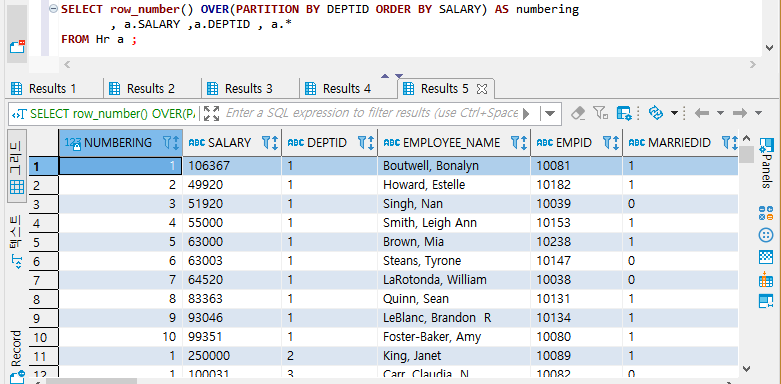 SELECT row_number() OVER(PARTITION BY DEPTID ORDER BY SALARY) AS numbering
, a.SALARY ,a.DEPTID , a.*
FROM Hr a ;
Results 1 Results 2 Results 3 Results 4 Results 5
SELECT row_number() OVER(P Enter a SQL expression to filter results (use Ctrl+Space
그리드
텍스트
Record
Panels
123 NUMBERING ABC SALARY ABC DEPTID ABC EMPLOYEE_NAME ABC EMPID ABC MARRIEDID
1 1 106367 1 Boutwell, Bonalyn 10081 1
2 2 49920 1 Howard, Estelle 10182 1
3 3 51920 1 Singh, Nan 10039 0
4 4 55000 1 Smith, Leigh Ann 10153 1
5 5 63000 1 Brown, Mia 10238 1
6 6 63003 1 Steans, Tyrone 10147 0
7 7 64520 1 LaRotonda, William 10038 0
8 8 83363 1 Quinn, Sean 10131 1
9 9 93046 1 LeBlanc, Brandon R 10134 1
10 10 99351 1 Foster-Baker, Amy 10080 1
11 1 250000 2 King, Janet 10089 1
1 100031 3 Carr, Claudia N 10082 0